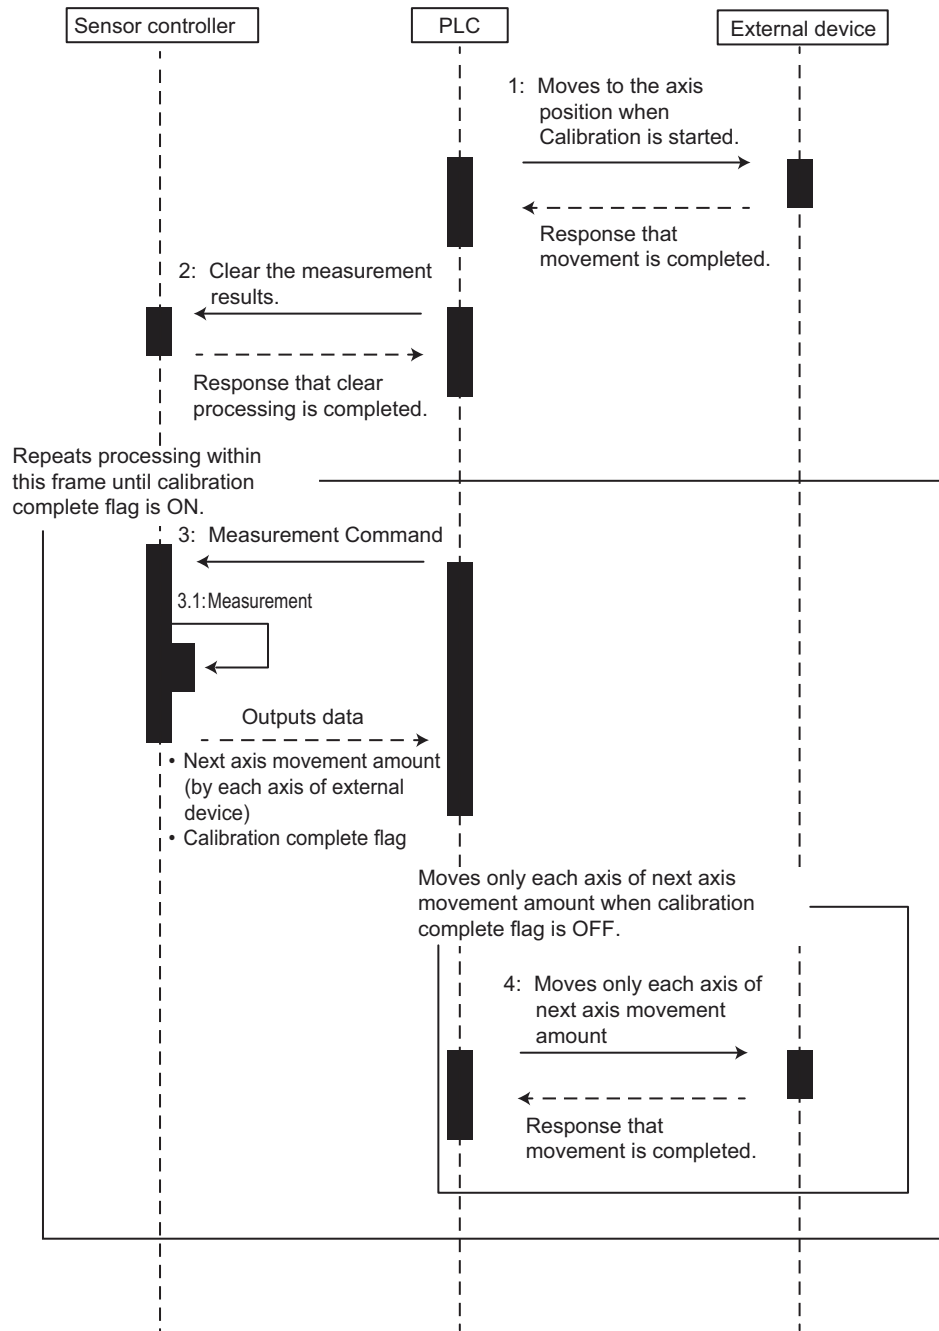 Sensor controller
PLC
External device
1: Moves to the axis
position when
Calibration is started.
Response that
movement is completed.
2: Clear the measurement
results.
Response that clear
processing is completed.
Repeats processing within
this frame until calibration
complete flag is ON.
3: Measurement Command
3.1:Measurement
Outputs data
• Next axis movement amount
(by each axis of external
device)
• Calibration complete flag
Moves only each axis of next axis
movement amount when calibration
complete flag is OFF.
4: Moves only each axis of
next axis movement
amount
Response that
movement is completed.